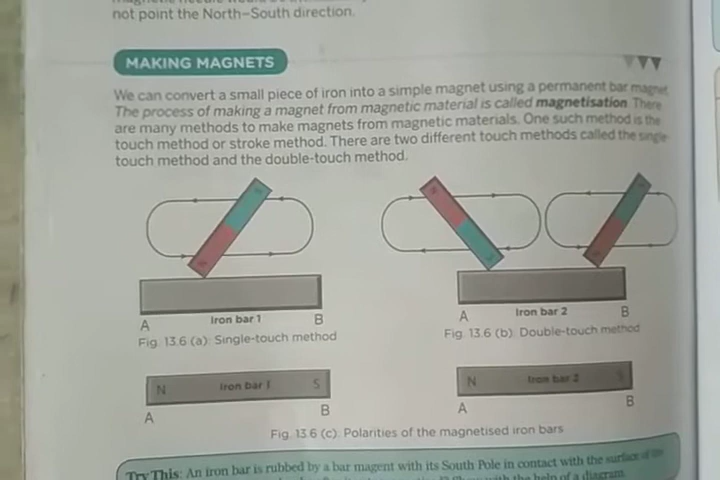 not point the North-South direction.
MAKING MAGNETS
We can convert a small piece of iron into a simple magnet using a permanent bar magnet
The process of making a magnet from magnetic material is called magnetisation. There
are many methods to make magnets from magnetic materials. One such method is the
touch method or stroke method. There are two different touch methods called the single-
touch method and the double-touch method.
A Iron bar 1 B
Fig. 13.6 (a): Single-touch method
A Iron bar 2 B
Fig. 13.6 (b): Double-touch method
N Iron bar 1 S
A B
N Iron bar 2 S
A B
Fig. 13.6 (c): Polarities of the magnetised iron bars
Try This: An iron bar is rubbed by a bar magent with its South Pole in contact with the surface of
with the help of a diagram